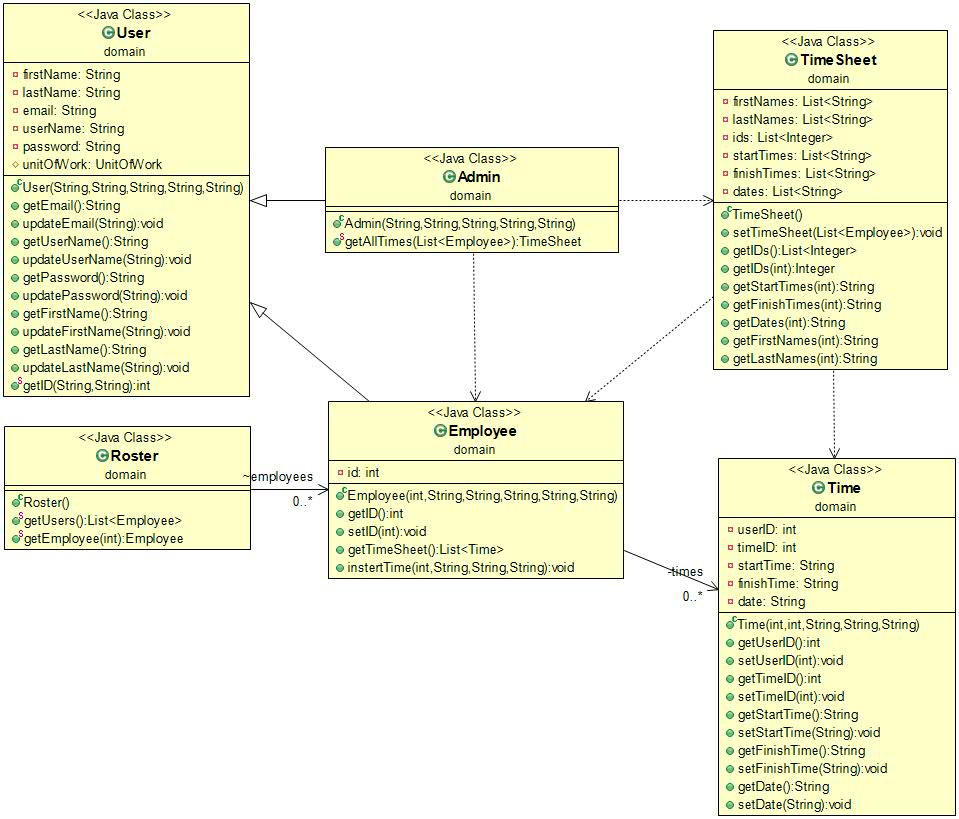 <<Java Class>>
User
domain
firstName: String
lastName: String
email: String
userName: String
password: String
unitOfWork: UnitOfWork
User(String,String,String,String,String)
getEmail():String
updateEmail(String):void
getUserName():String
updateUserName(String):void
getPassword():String
updatePassword(String):void
getFirstName():String
updateFirstName(String):void
getLastName():String
updateLastName(String):void
getID(String,String):int
<<Java Class>>
Admin
domain
Admin(String,String,String,String,String)
getAllTimes(List<Employee>):TimeSheet
<<Java Class>>
TimeSheet
domain
firstNames: List<String>
lastNames: List<String>
ids: List<Integer>
startTimes: List<String>
finishTimes: List<String>
dates: List<String>
TimeSheet()
setTimeSheet(List<Employee>):void
getIDs():List<Integer>
getIDs(int):Integer
getStartTimes(int):String
getFinishTimes(int):String
getDates(int):String
getFirstNames(int):String
getLastNames(int):String
<<Java Class>>
Roster
domain
Roster()
getUsers():List<Employee>
getEmployee(int):Employee
~employees
0..*
<<Java Class>>
Employee
domain
id: int
Employee(int,String,String,String,String,String)
getID():int
setID(int):void
getTimeSheet():List<Time>
instertTime(int,String,String,String):void
-times
0..*
<<Java Class>>
Time
domain
userID: int
timeID: int
startTime: String
finishTime: String
date: String
Time(int,int,String,String,String)
getUserID():int
setUserID(int):void
getTimeID():int
setTimeID(int):void
getStartTime():String
setStartTime(String):void
getFinishTime():String
setFinishTime(String):void
getDate():String
setDate(String):void